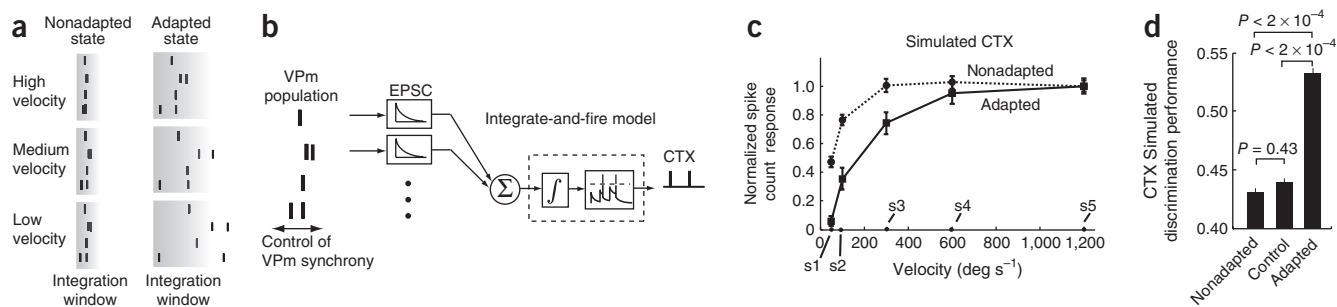 a
Nonadapted
state
Adapted
state
High
velocity
Medium
velocity
Low
velocity
Integration
window
Integration
window
b
VPm
population
EPSC
Integrate-and-fire model
Σ
∫
CTX
Control of
VPm synchrony
c
Simulated CTX
Nonadapted
Adapted
Normalized spike
count response
1.0
0.8
0.6
0.4
0.2
0
0
200
400
600
800
1,000
1,200
s1
s2
s3
s4
s5
Velocity (deg s⁻¹)
d
P < 2 × 10⁻⁴
P < 2 × 10⁻⁴
P = 0.43
CTX Simulated
discrimination performance
0.55
0.50
0.45
0.40
Nonadapted
Control
Adapted